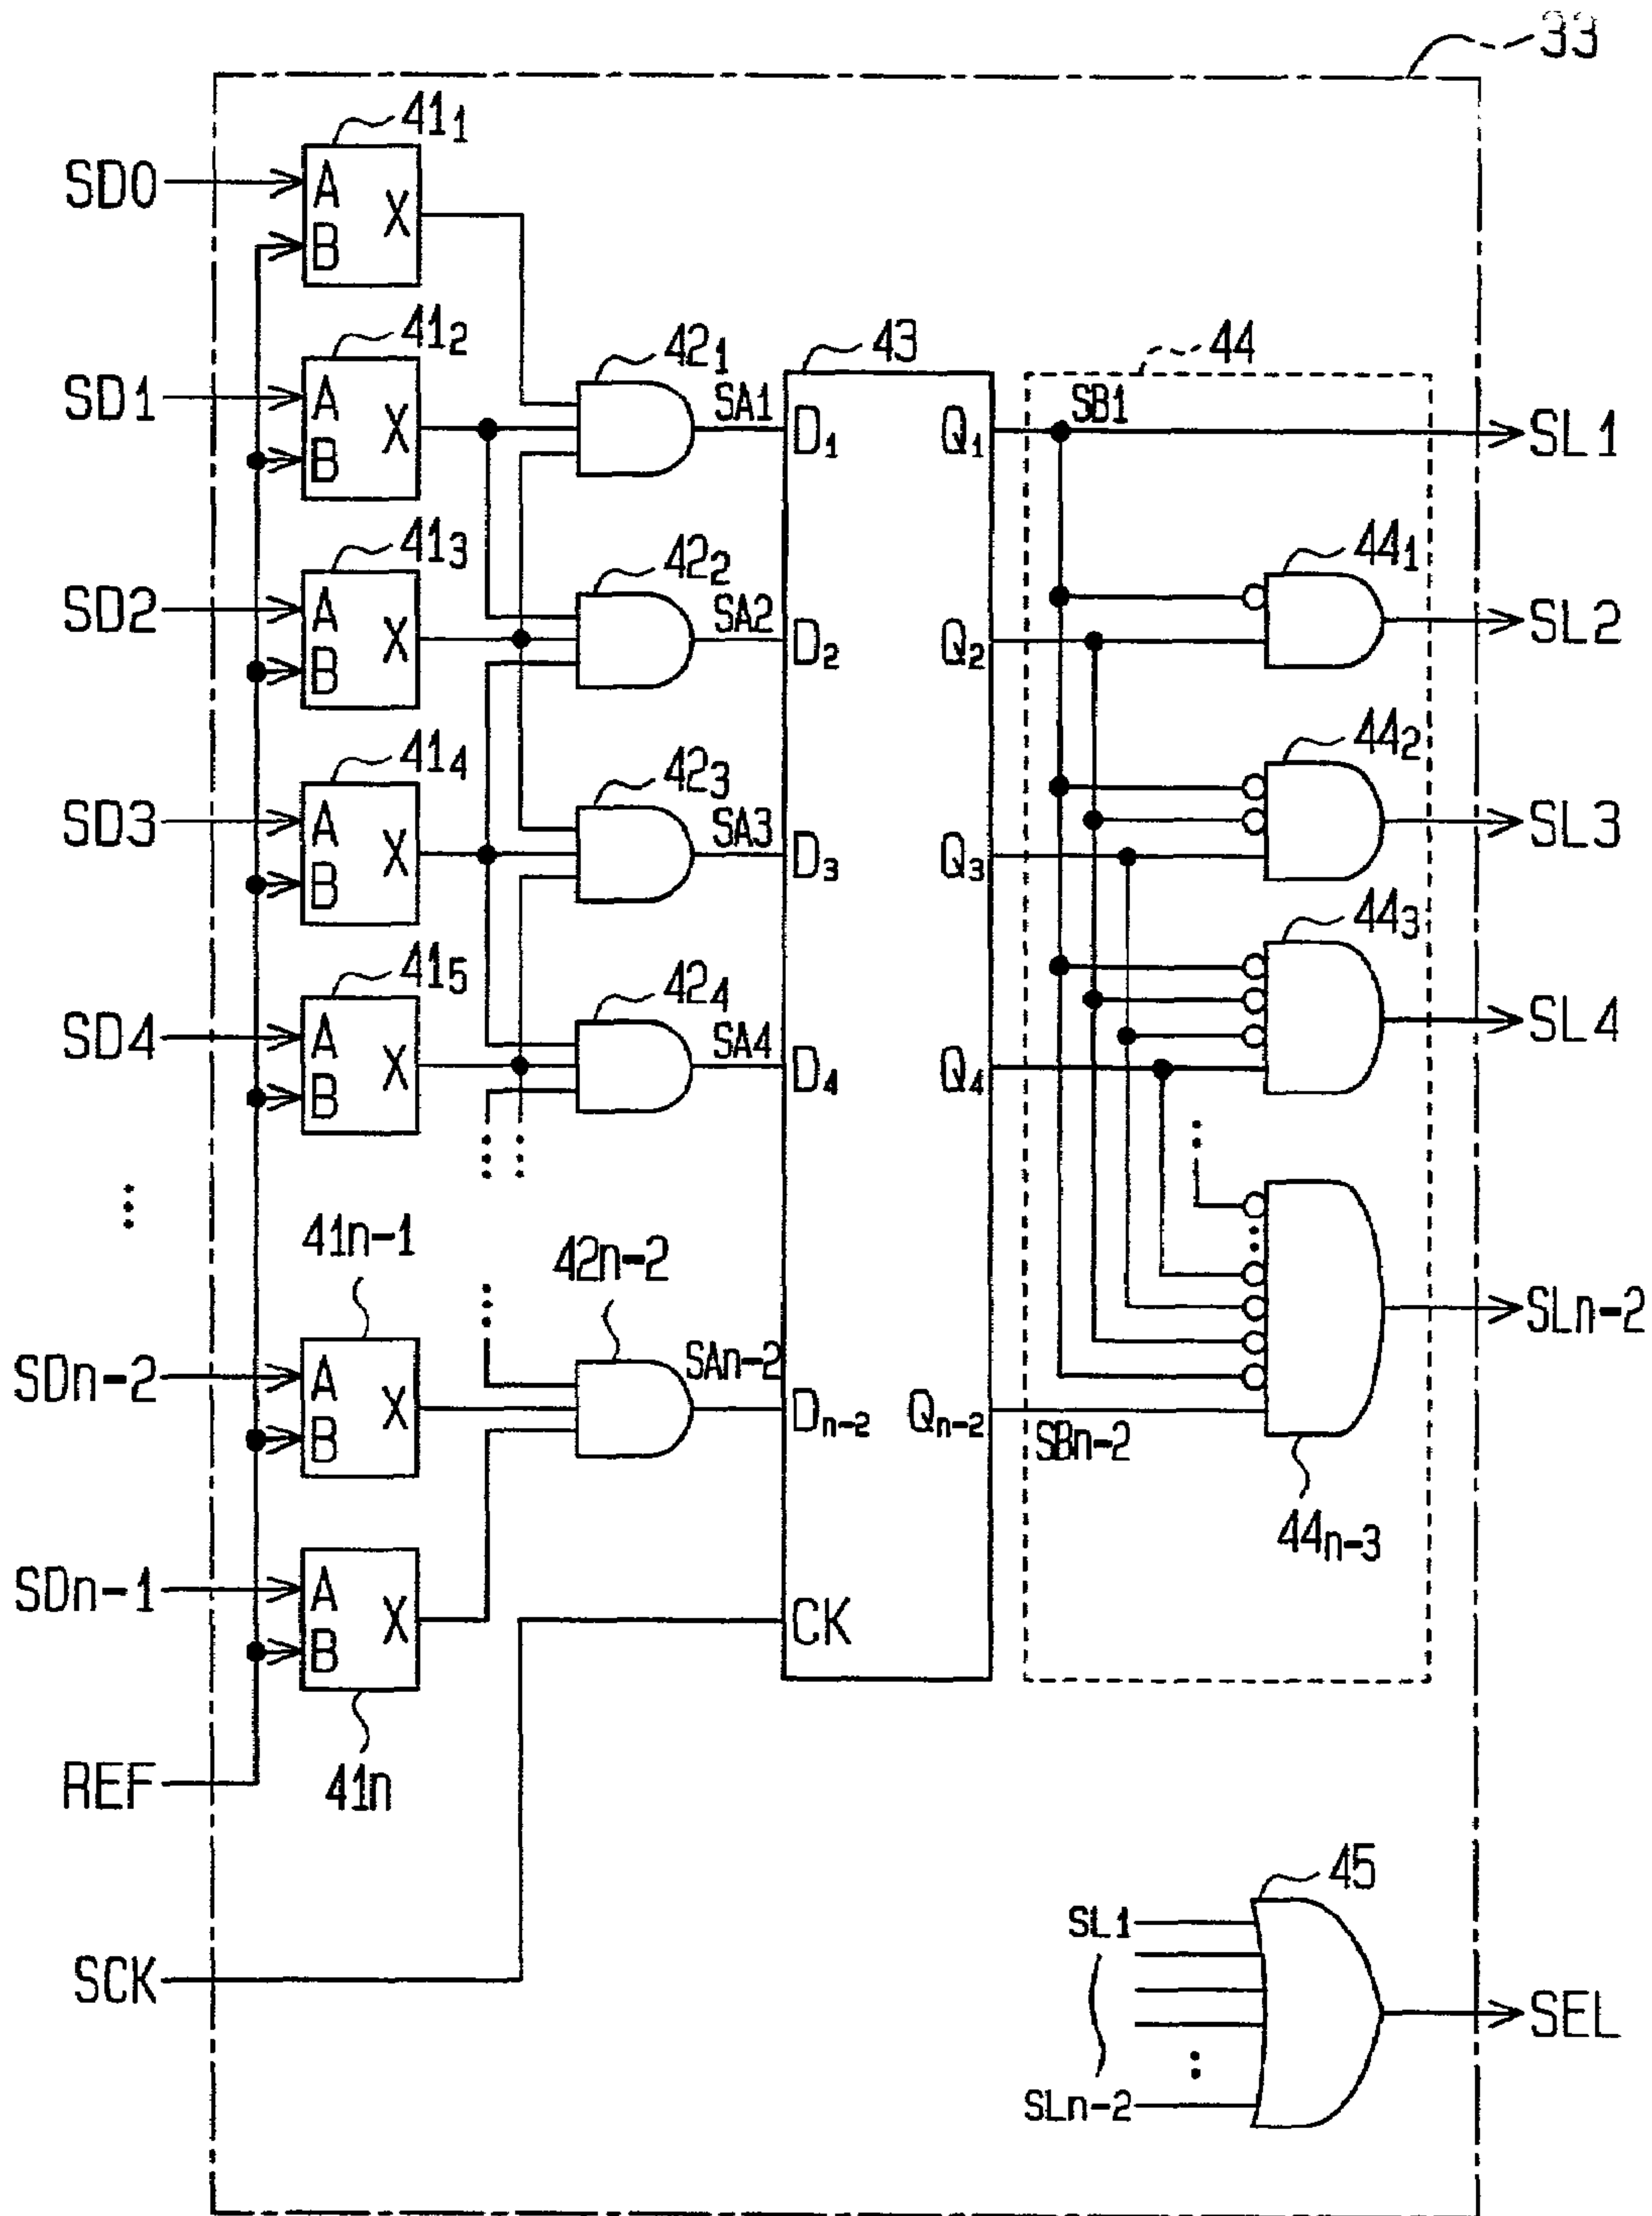 33
41₁
SD0
A
X
B
41₂
SD1
A
X
B
42₁
SA1
43
D₁
Q₁
44
SB1
SL1
41₃
SD2
A
X
B
42₂
SA2
D₂
Q₂
44₁
SL2
41₄
SD3
A
X
B
42₃
SA3
D₃
Q₃
44₂
SL3
41₅
SD4
A
X
B
42₄
SA4
D₄
Q₄
44₃
SL4
41n-1
SDn-2
A
X
B
42n-2
SAn-2
Dn-2
Qn-2
SBn-2
SLn-2
44n-3
SDn-1
A
X
B
41n
CK
REF
SCK
45
SL1
SLn-2
SEL